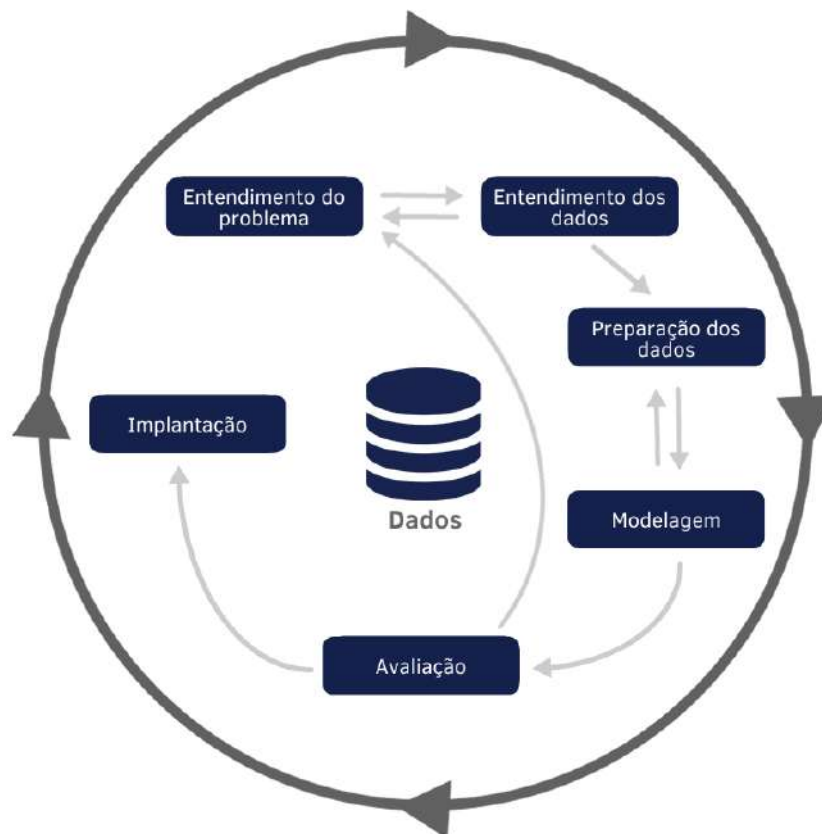 Entendimento do
problema
Entendimento dos
dados
Preparação dos
dados
Implantação
Dados
Modelagem
Avaliação